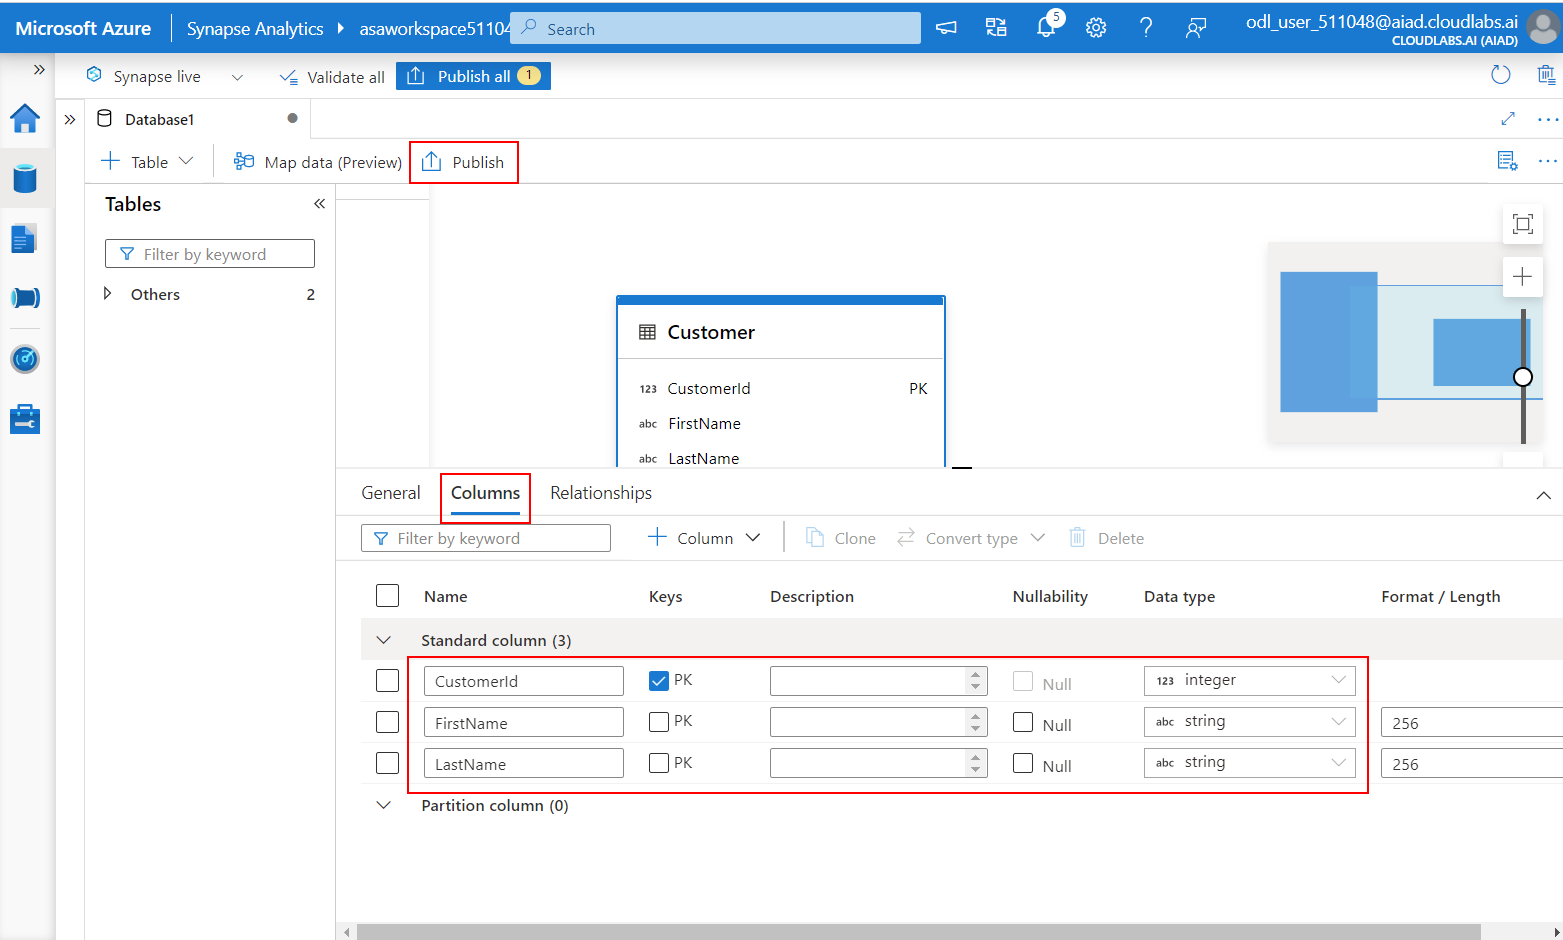 Microsoft Azure
Synapse Analytics
asaworkspace51104
Search
5
odl_user_511048@aiad.cloudlabs.ai
CLOUDLABS.AI (AIAD)
Synapse live
Validate all
Publish all 1
Database1
Table
Map data (Preview)
Publish
Tables
Filter by keyword
Others 2
Customer
123 CustomerId PK
abc FirstName
abc LastName
General Columns Relationships
Filter by keyword
Column
Clone
Convert type
Delete
Name Keys Description Nullability Data type Format / Length
Standard column (3)
CustomerId PK Null 123 integer
FirstName PK Null abc string 256
LastName PK Null abc string 256
Partition column (0)